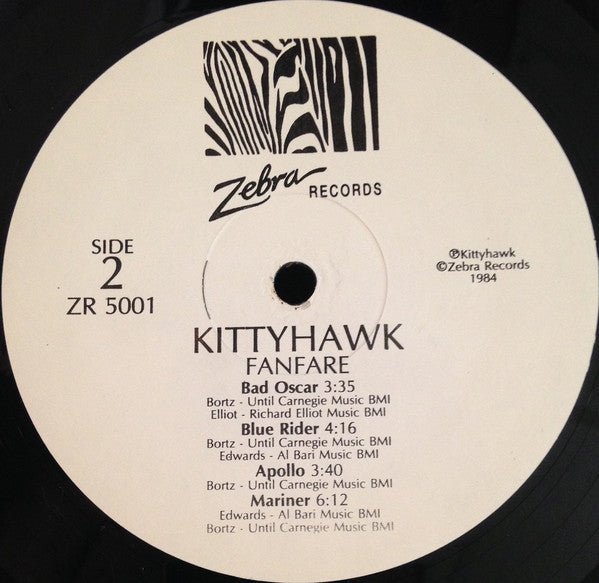 Zebra RECORDS
SIDE
2
ZR 5001
℗Kittyhawk
©Zebra Records
1984
KITTYHAWK
FANFARE
Bad Oscar 3:35
Bortz - Until Carnegie Music BMI
Elliot - Richard Elliot Music BMI
Blue Rider 4:16
Bortz - Until Carnegie Music BMI
Edwards - Al Bari Music BMI
Apollo 3:40
Bortz - Until Carnegie Music BMI
Mariner 6:12
Edwards - Al Bari Music BMI
Bortz - Until Carnegie Music BMI